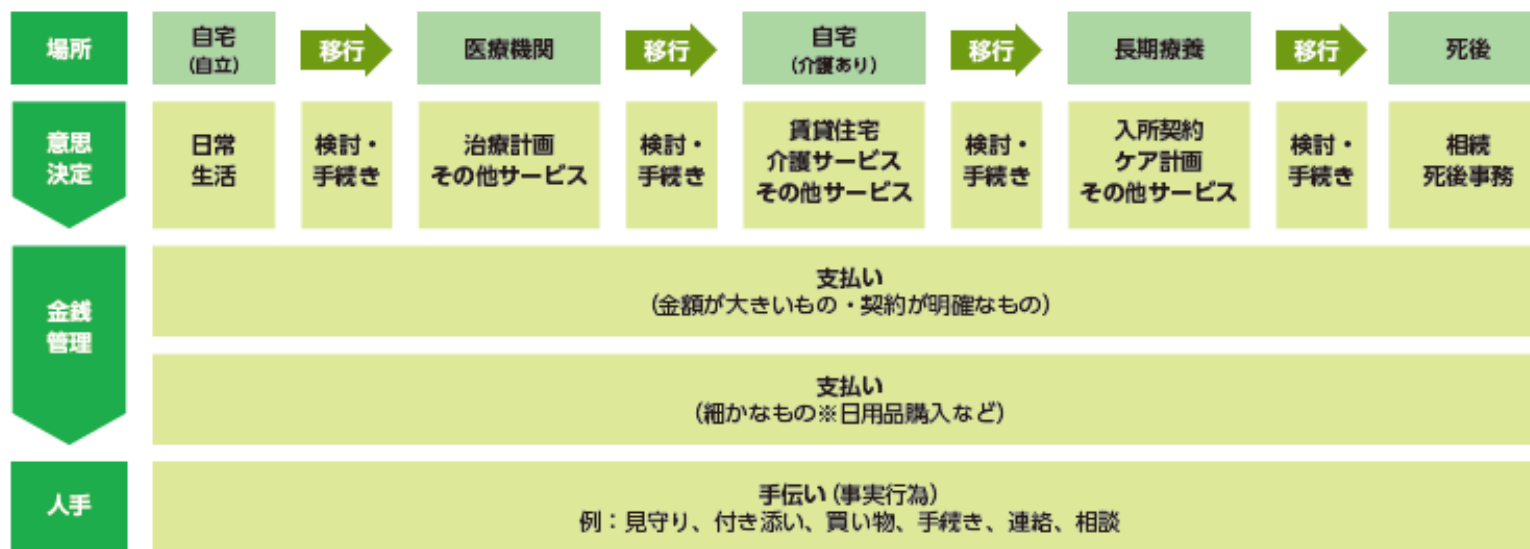 場所
自宅
(自立)
移行
医療機関
移行
自宅
(介護あり)
移行
長期療養
移行
死後
意思
決定
日常
生活
検討・
手続き
治療計画
その他サービス
検討・
手続き
賃貸住宅
介護サービス
その他サービス
検討・
手続き
入所契約
ケア計画
その他サービス
検討・
手続き
相続
死後事務
金銭
管理
支払い
(金額が大きいもの・契約が明確なもの)
支払い
(細かなもの※日用品購入など)
人手
手伝い(事実行為)
例：見守り、付き添い、買い物、手続き、連絡、相談